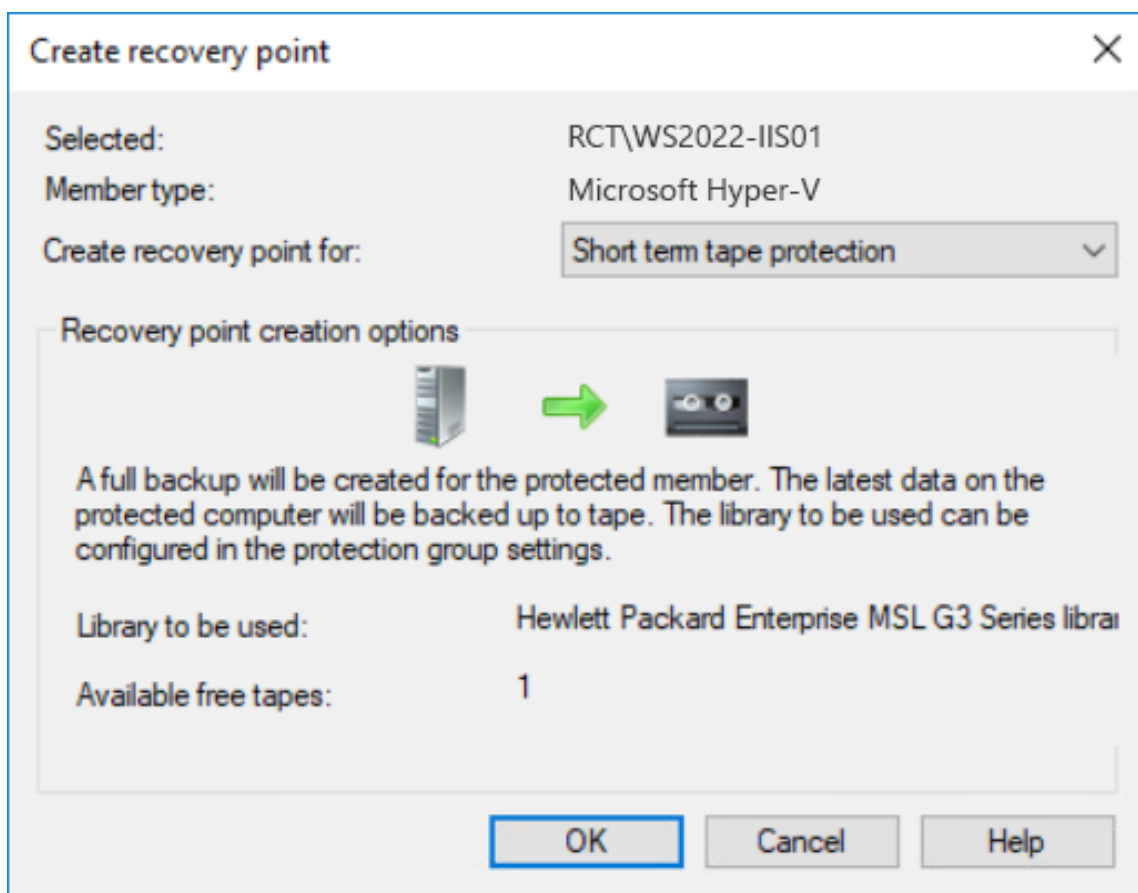 Create recovery point
Selected: RCT\WS2022-IIS01
Member type: Microsoft Hyper-V
Create recovery point for: Short term tape protection
Recovery point creation options
A full backup will be created for the protected member. The latest data on the
protected computer will be backed up to tape. The library to be used can be
configured in the protection group settings.
Library to be used: Hewlett Packard Enterprise MSL G3 Series librar
Available free tapes: 1
OK Cancel Help